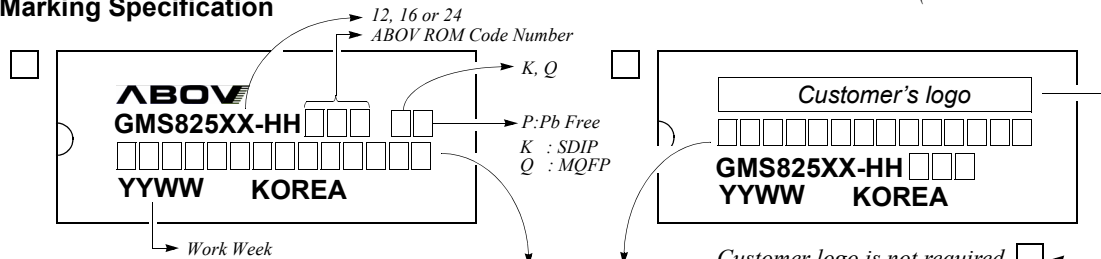 Marking Specification
12, 16 or 24
ABOV ROM Code Number
K, Q
ABOV
GMS825XX-HH
P:Pb Free
K : SDIP
Q : MQFP
YYWW KOREA
Work Week
Customer's logo
GMS825XX-HH
YYWW KOREA
Customer logo is not required